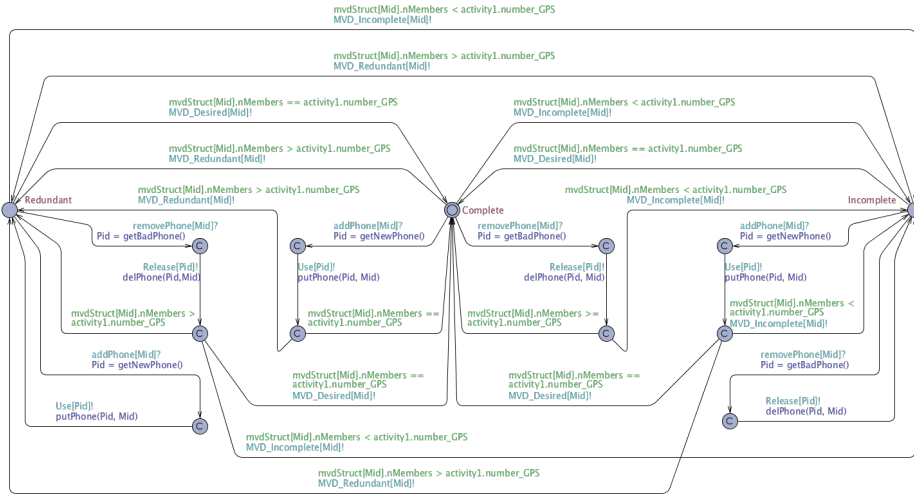 mvdStruct[Mid].nMembers < activity1.number_GPS
MVD_Incomplete[Mid]!
mvdStruct[Mid].nMembers > activity1.number_GPS
MVD_Redundant[Mid]!
mvdStruct[Mid].nMembers == activity1.number_GPS
MVD_Desired[Mid]!
mvdStruct[Mid].nMembers < activity1.number_GPS
MVD_Incomplete[Mid]!
mvdStruct[Mid].nMembers > activity1.number_GPS
MVD_Redundant[Mid]!
mvdStruct[Mid].nMembers == activity1.number_GPS
MVD_Desired[Mid]!
mvdStruct[Mid].nMembers > activity1.number_GPS
MVD_Redundant[Mid]!
mvdStruct[Mid].nMembers < activity1.number_GPS
MVD_Incomplete[Mid]!
Redundant
Complete
Incomplete
removePhone[Mid]?
Pid = getBadPhone()
addPhone[Mid]?
Pid = getNewPhone()
removePhone[Mid]?
Pid = getBadPhone()
addPhone[Mid]?
Pid = getNewPhone()
C
C
C
C
Release[Pid]!
delPhone(Pid,Mid)
Use[Pid]!
putPhone(Pid, Mid)
Release[Pid]!
delPhone(Pid, Mid)
Use[Pid]!
putPhone(Pid, Mid)
mvdStruct[Mid].nMembers >
activity1.number_GPS
mvdStruct[Mid].nMembers ==
activity1.number_GPS
mvdStruct[Mid].nMembers >=
activity1.number_GPS
mvdStruct[Mid].nMembers <
activity1.number_GPS
MVD_Incomplete[Mid]!
C
C
C
C
addPhone[Mid]?
Pid = getNewPhone()
removePhone[Mid]?
Pid = getBadPhone()
mvdStruct[Mid].nMembers ==
activity1.number_GPS
MVD_Desired[Mid]!
mvdStruct[Mid].nMembers ==
activity1.number_GPS
MVD_Desired[Mid]!
Use[Pid]!
putPhone(Pid, Mid)
C
Release[Pid]!
delPhone(Pid, Mid)
C
mvdStruct[Mid].nMembers < activity1.number_GPS
MVD_Incomplete[Mid]!
mvdStruct[Mid].nMembers > activity1.number_GPS
MVD_Redundant[Mid]!